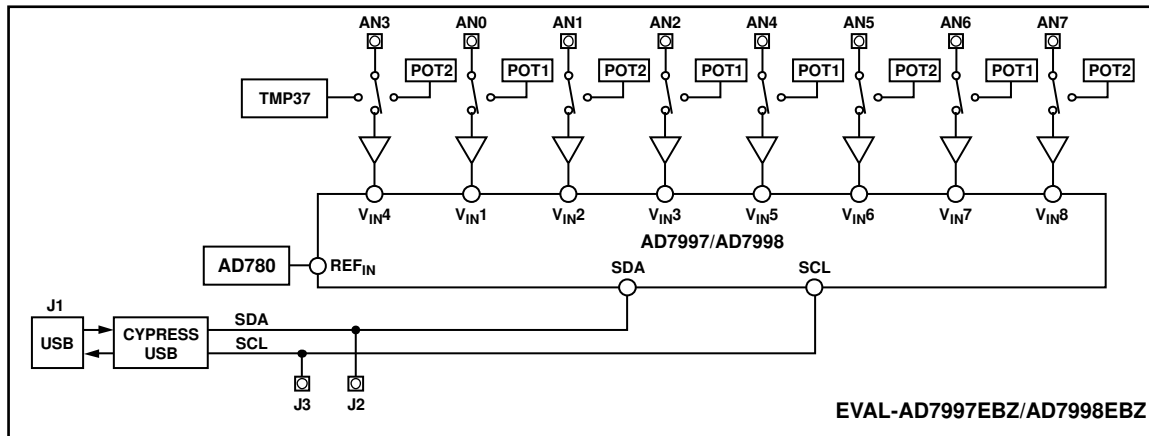 AN3 AN0 AN1 AN2 AN4 AN5 AN6 AN7
POT2 POT1 POT2 POT1 POT1 POT2 POT1 POT2
TMP37
VIN4 VIN1 VIN2 VIN3 VIN5 VIN6 VIN7 VIN8
AD7997/AD7998
AD780
REFIN
SDA SCL
J1
USB
CYPRESS
USB
SDA
SCL
J3 J2
EVAL-AD7997EBZ/AD7998EBZ